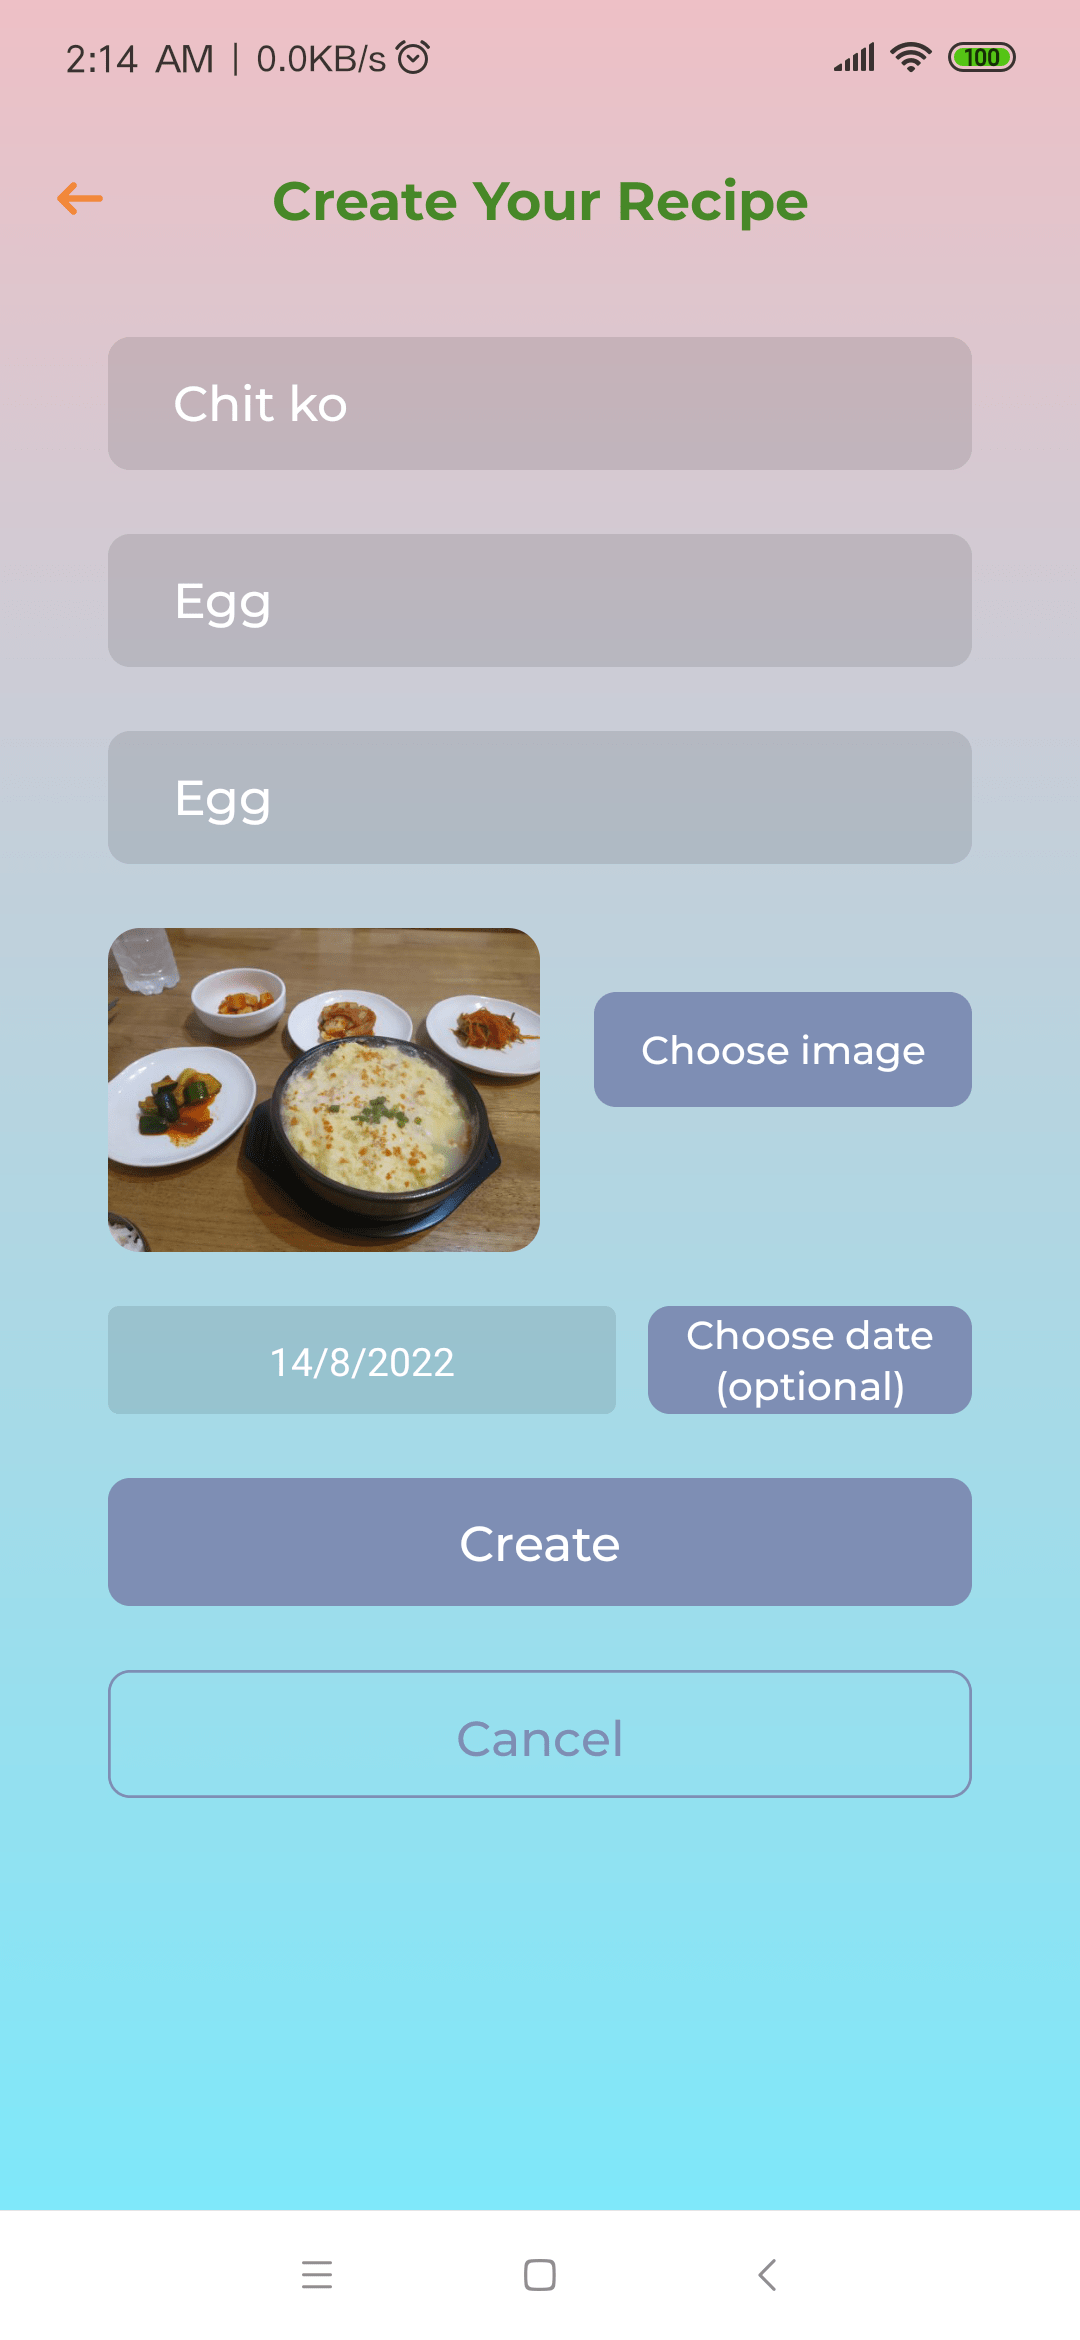 2:14 AM | 0.0KB/s
100
Create Your Recipe
Chit ko
Egg
Egg
Choose image
14/8/2022
Choose date
(optional)
Create
Cancel